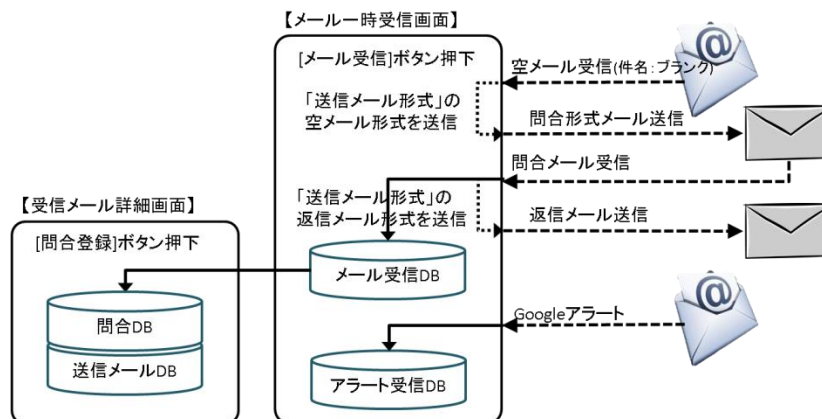 【メール一時受信画面】
[メール受信]ボタン押下
空メール受信(件名:ブランク)
「送信メール形式」の
空メール形式を送信
問合形式メール送信
問合メール受信
【受信メール詳細画面】
「送信メール形式」の
返信メール形式を送信
返信メール送信
[問合登録]ボタン押下
メール受信DB
問合DB
送信メールDB
Googleアラート
アラート受信DB